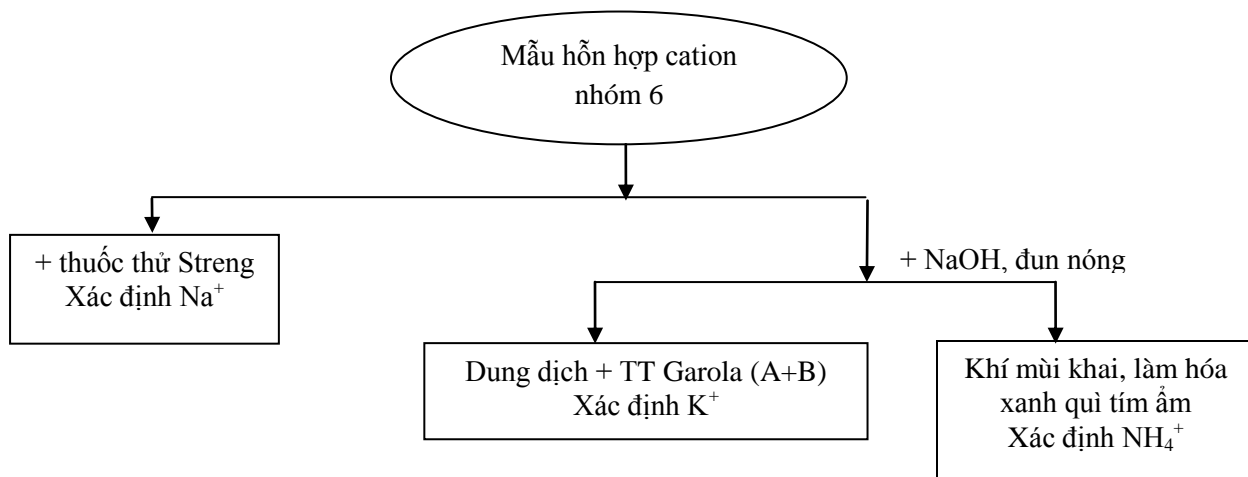 Mẫu hỗn hợp cation
nhóm 6
+ thuốc thử Streng
Xác định Na⁺
+ NaOH, đun nóng
Dung dịch + TT Garola (A+B)
Xác định K⁺
Khí mùi khai, làm hóa
xanh quì tím ẩm
Xác định NH₄⁺